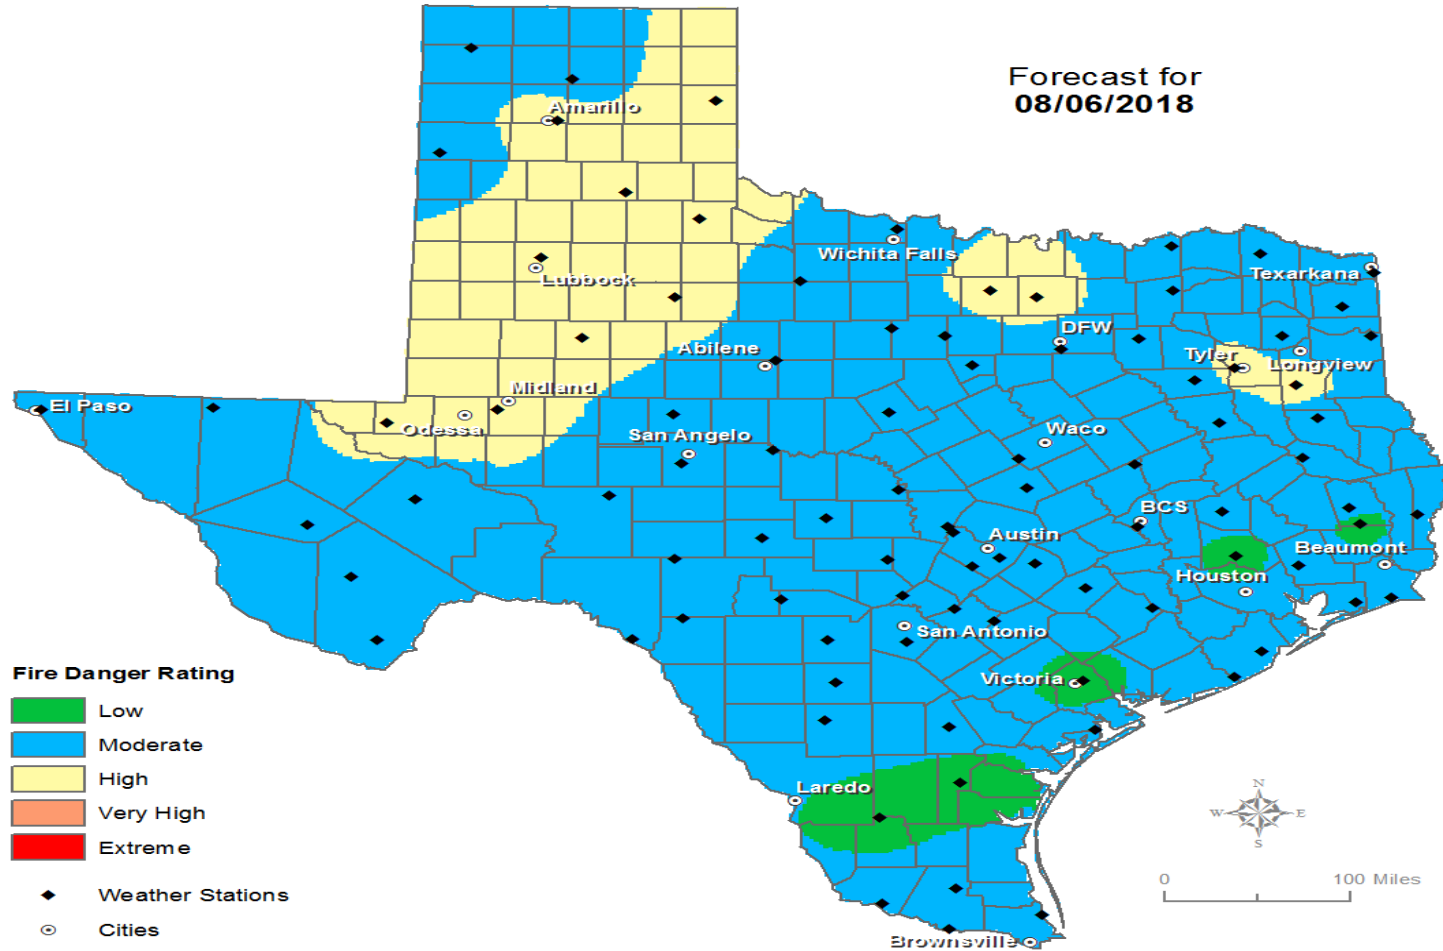 Forecast for
08/06/2018
Amarillo
Wichita Falls
Texarkana
Lubbock
DFW
Abilene
Tyler
Longview
Midland
El Paso
Odessa
San Angelo
Waco
BCS
Austin
Beaumont
Houston
San Antonio
Victoria
Laredo
Brownsville
Fire Danger Rating
Low
Moderate
High
Very High
Extreme
Weather Stations
Cities
N
W E
S
0 100 Miles